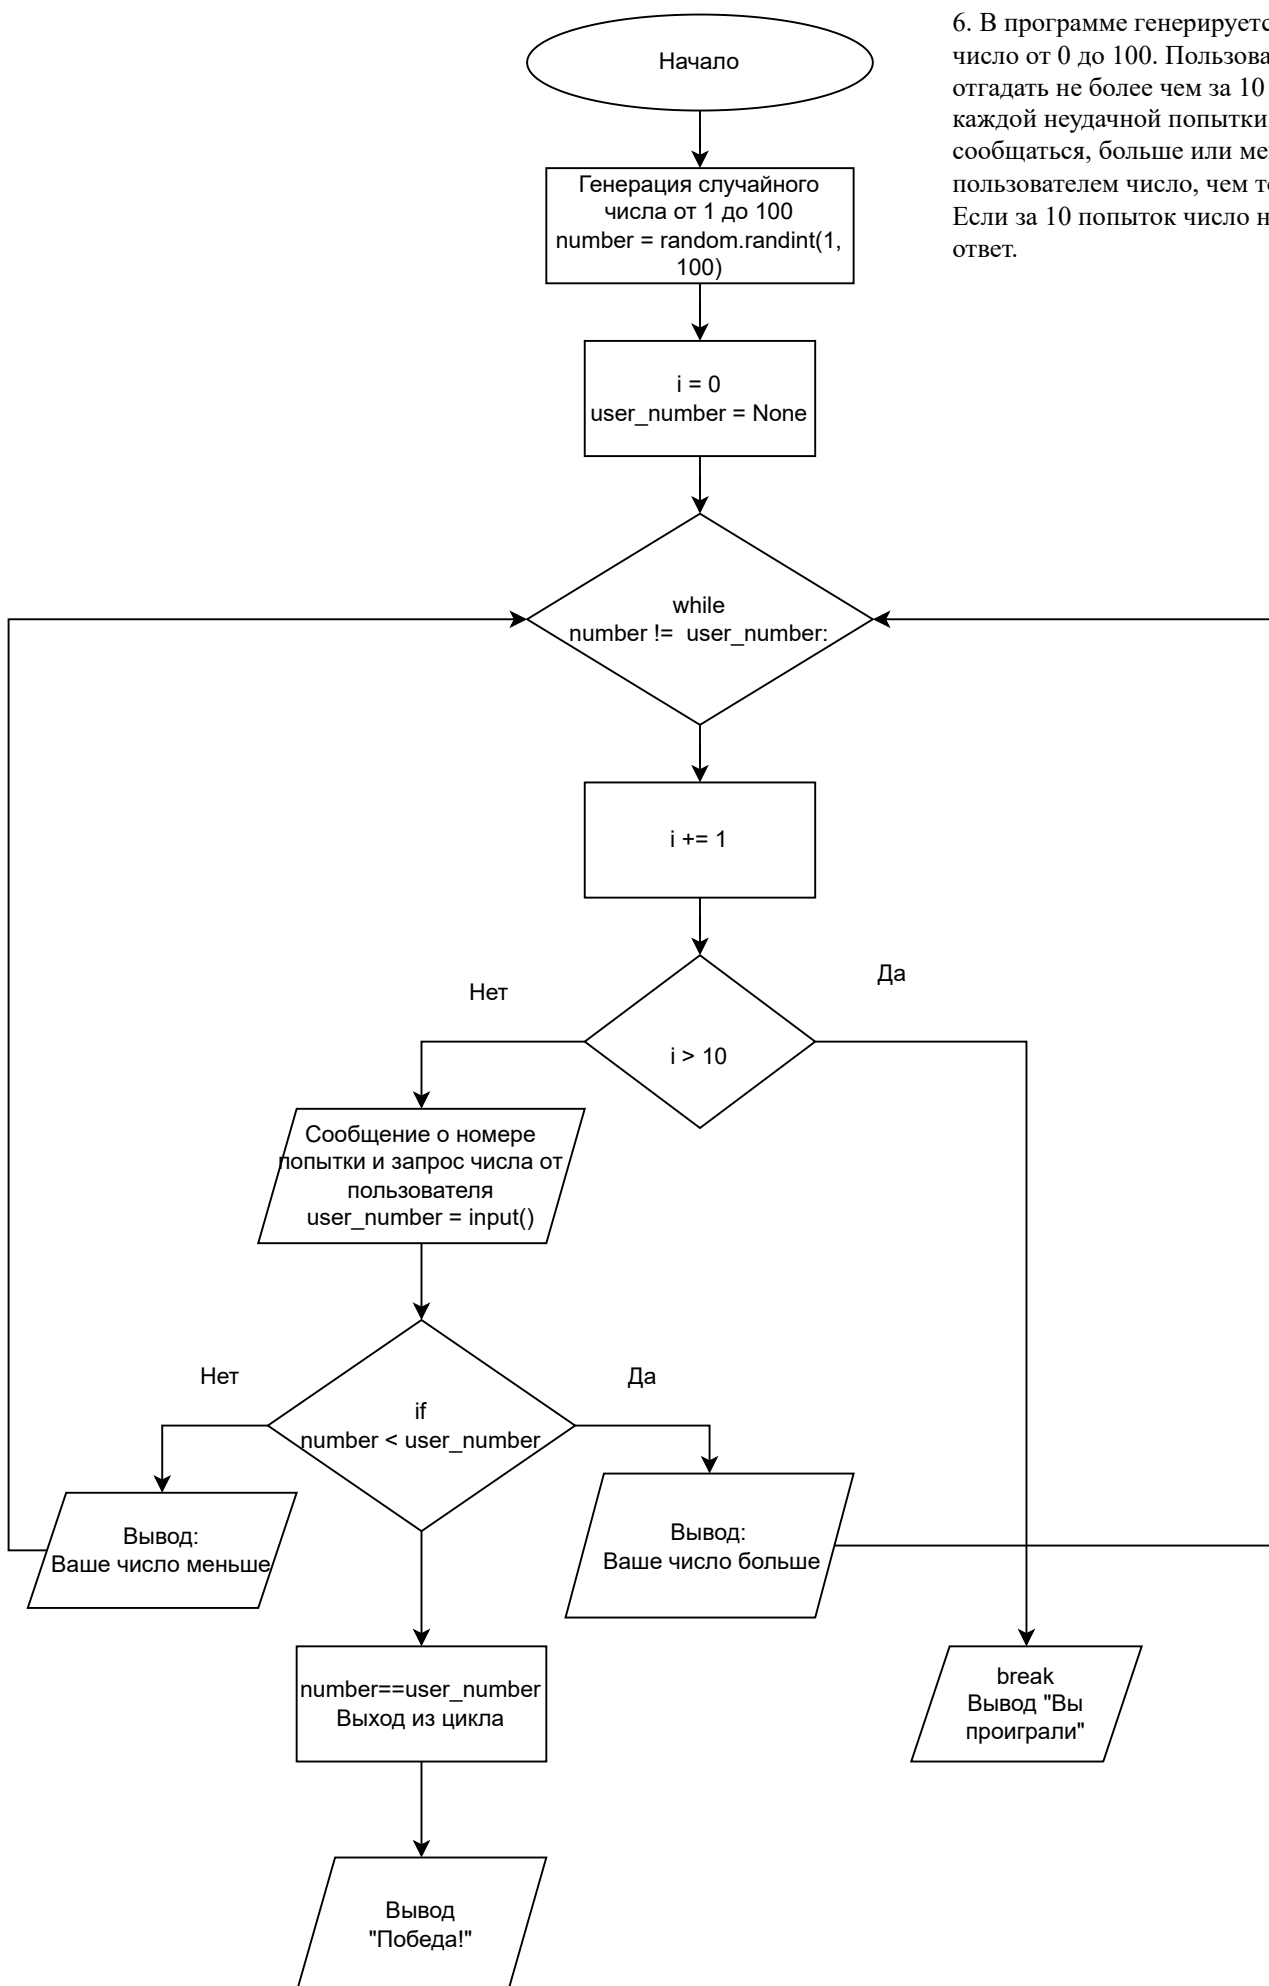 Начало
6. В программе генерируется
число от 0 до 100.
отгадать не более чем за 10
каждой неудачной попытки
сообщаться, больше или
пользователем число, чем
Если за 10 попыток число
ответ.
Генерация случайного
числа от 1 до 100
number = random.randint(1,
100)
i = 0
user_number = None
while
number != user_number:
i += 1
Нет
Да
i > 10
Сообщение о номере
попытки и запрос числа от
пользователя
user_number = input()
Нет
Да
if
number < user_number
Вывод:
Ваше число меньше
Вывод:
Ваше число больше
number==user_number
Выход из цикла
break
Вывод "Вы
проиграли"
Вывод
"Победа!"